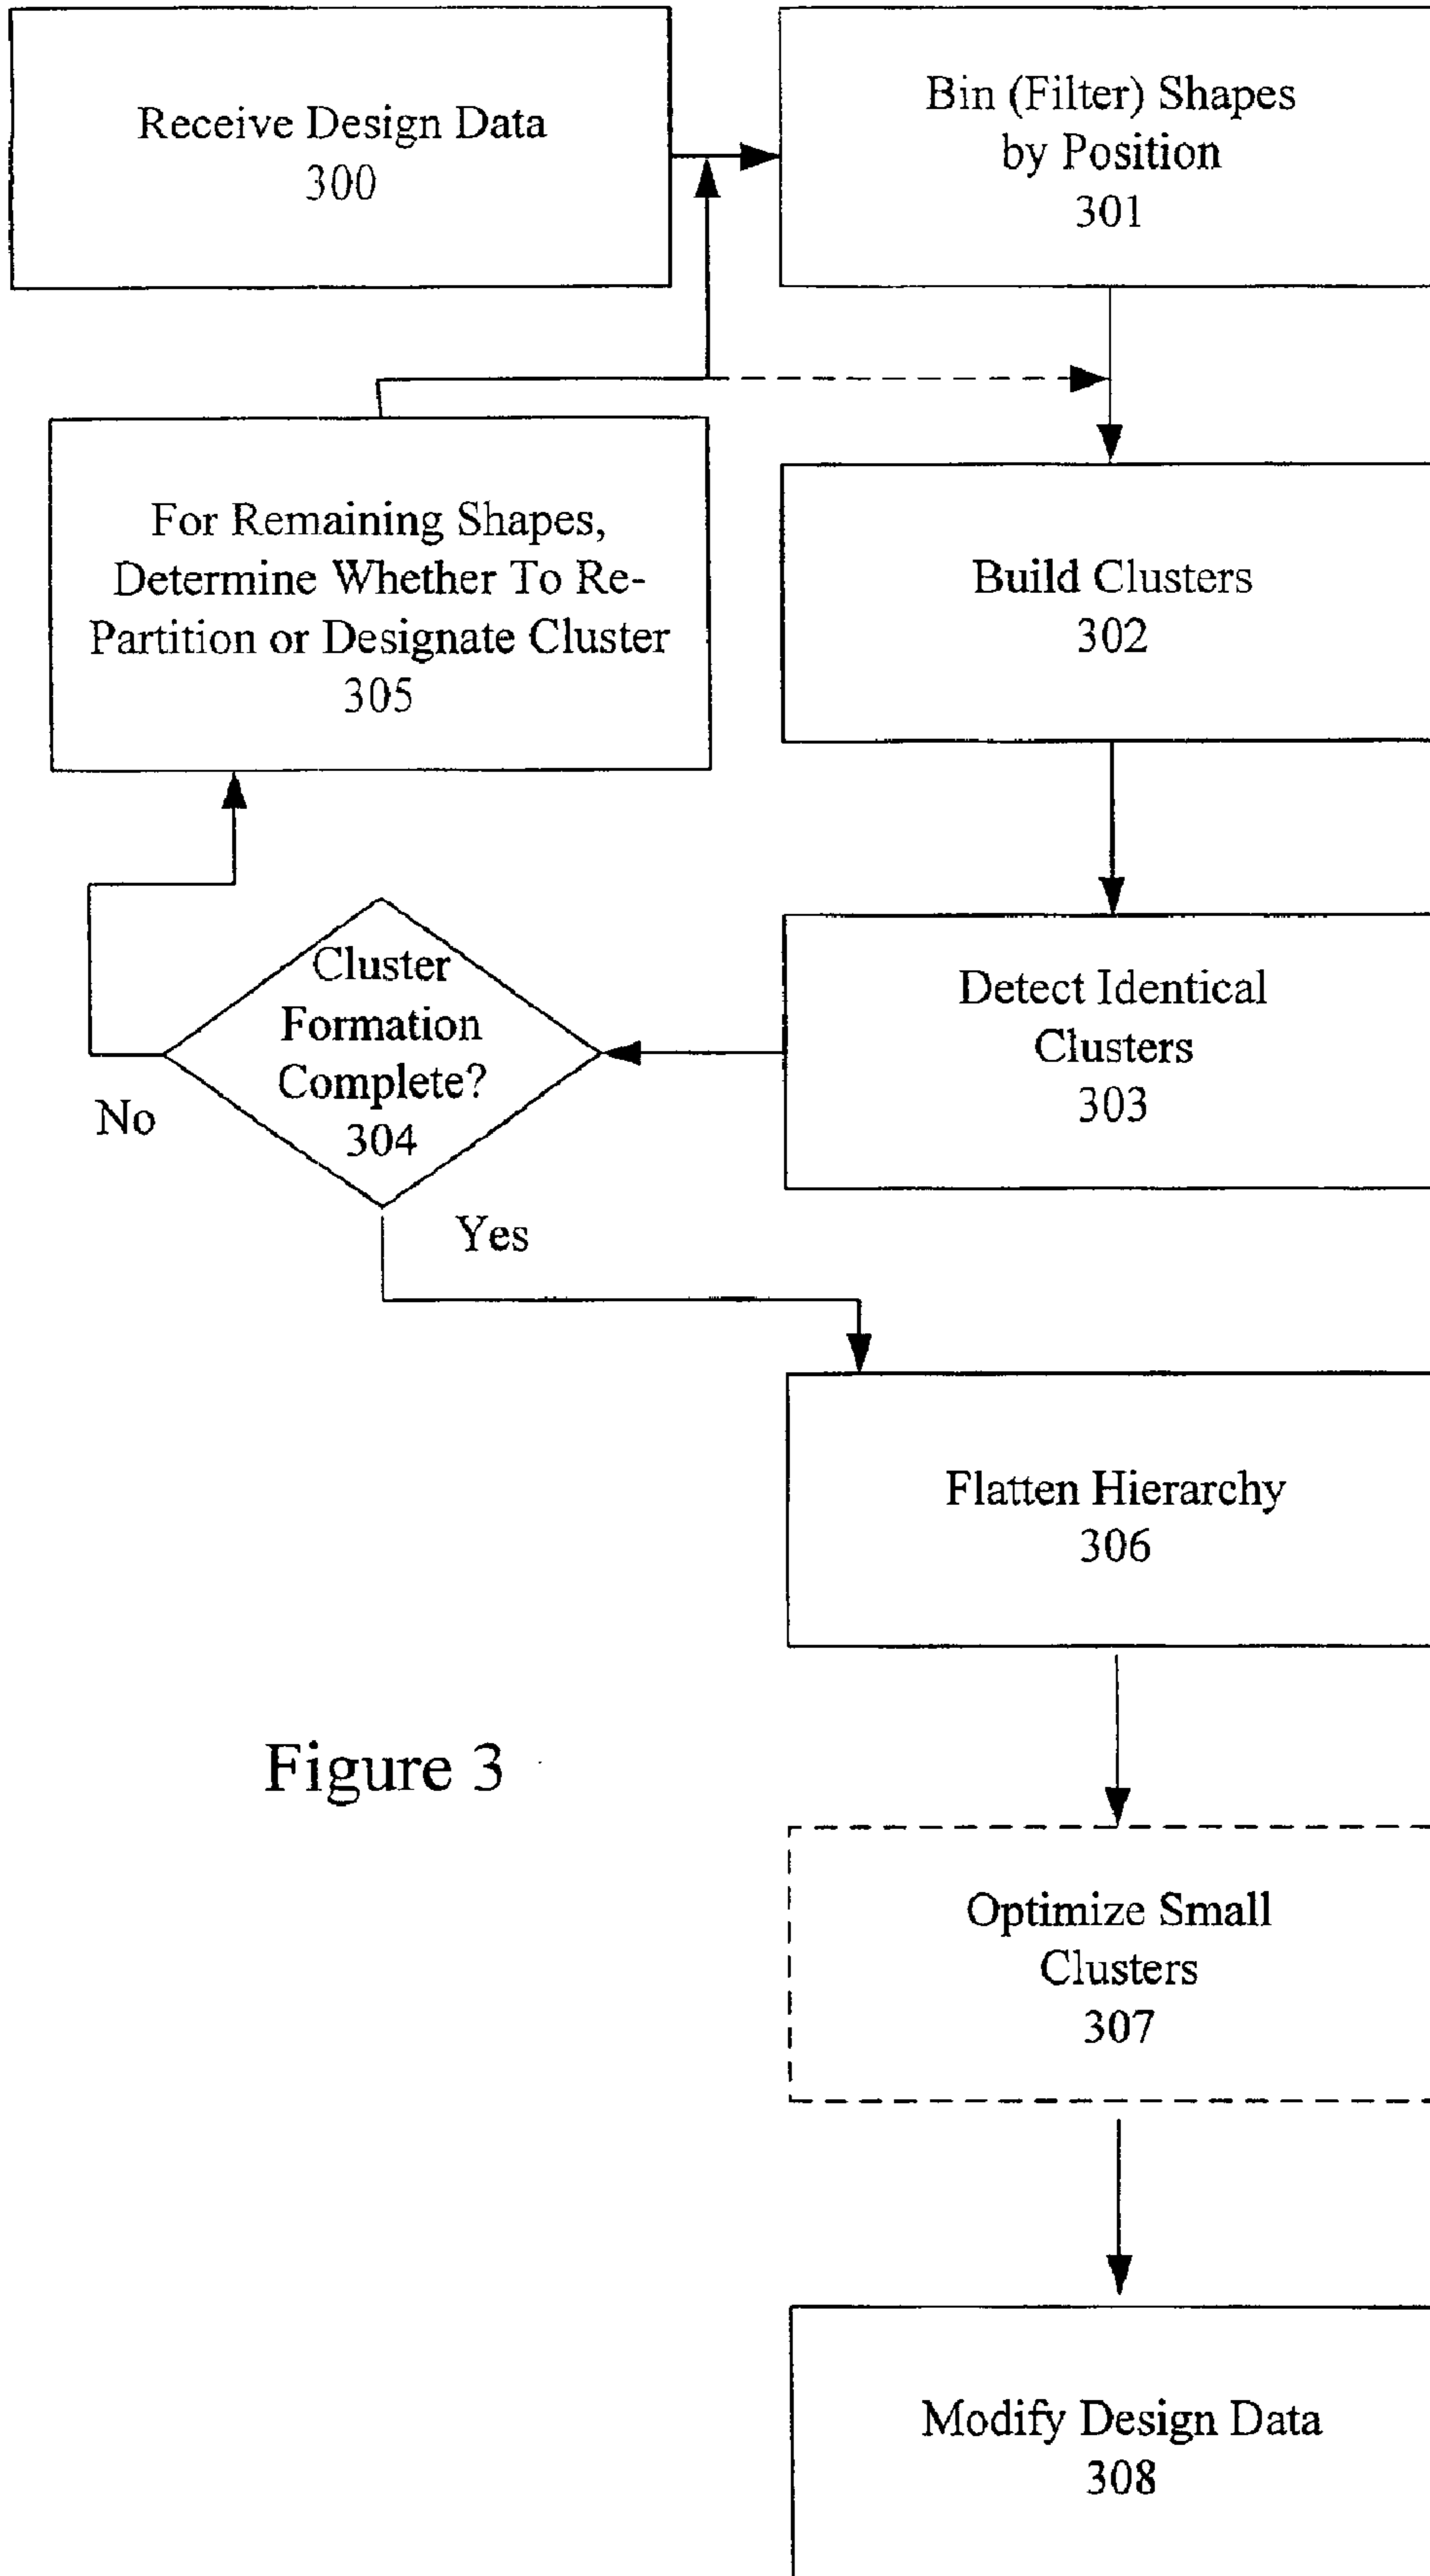 Receive Design Data
300
Bin (Filter) Shapes
by Position
301
For Remaining Shapes,
Determine Whether To Re-
Partition or Designate Cluster
305
Build Clusters
302
Cluster
Formation
Complete?
304
No
Yes
Detect Identical
Clusters
303
Flatten Hierarchy
306
Figure 3
Optimize Small
Clusters
307
Modify Design Data
308